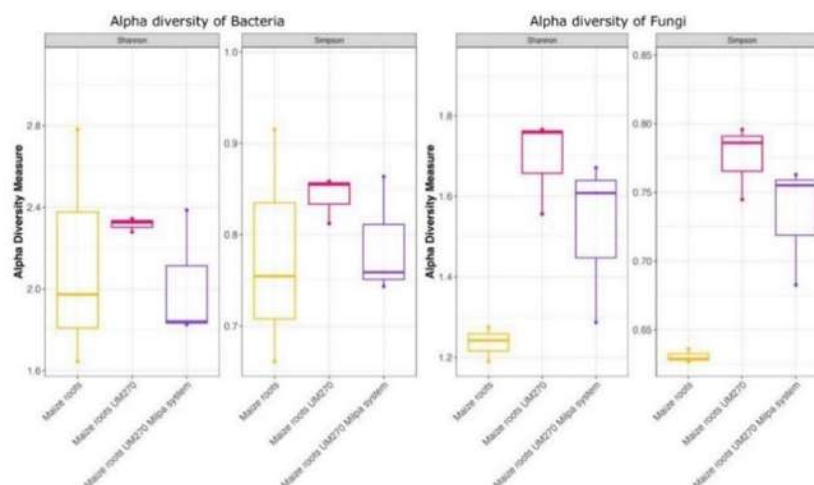 Alpha diversity of Bacteria
Alpha diversity of Fungi
Shannon
Simpson
Shannon
Simpson
Alpha Diversity Measure
2.8
2.4
2.0
1.6
1.0
0.9
0.8
0.7
Alpha Diversity Measure
1.8
1.6
1.4
1.2
0.85
0.80
0.75
0.70
0.65
Maize roots
Maize roots UM270
Maize roots UM270 Milpa system
Maize roots
Maize roots UM270
Maize roots UM270 Milpa system
Maize roots
Maize roots UM270
Maize roots UM270 Milpa system
Maize roots
Maize roots UM270
Maize roots UM270 Milpa system